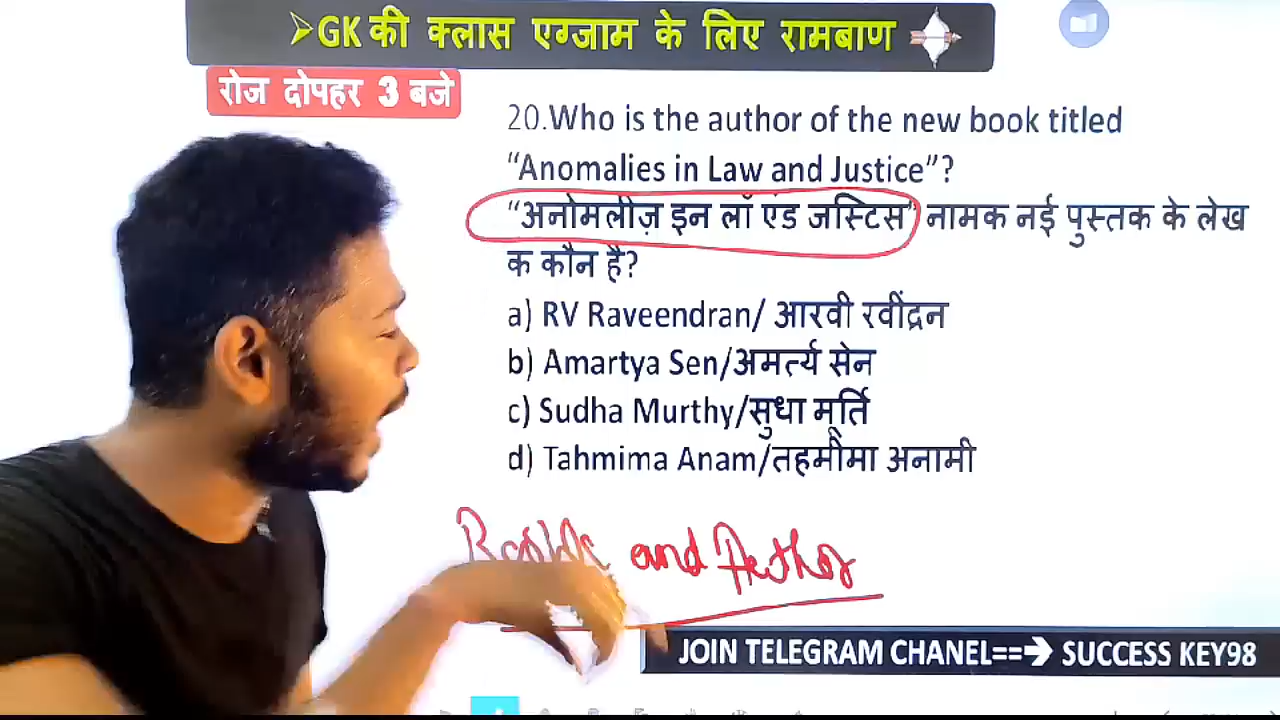 ➢GK की क्लास एग्जाम के लिए रामबाण
रोज दोपहर 3 बजे
20.Who is the author of the new book titled
“Anomalies in Law and Justice”?
“अनोमलीज़ इन लॉ एंड जस्टिस” नामक नई पुस्तक के लेख
क कौन है?
a) RV Raveendran/ आरवी रवींद्रन
b) Amartya Sen/अमर्त्य सेन
c) Sudha Murthy/सुधा मूर्ति
d) Tahmima Anam/तहमीमा अनामी
and
JOIN TELEGRAM CHANEL==➔ SUCCESS KEY98